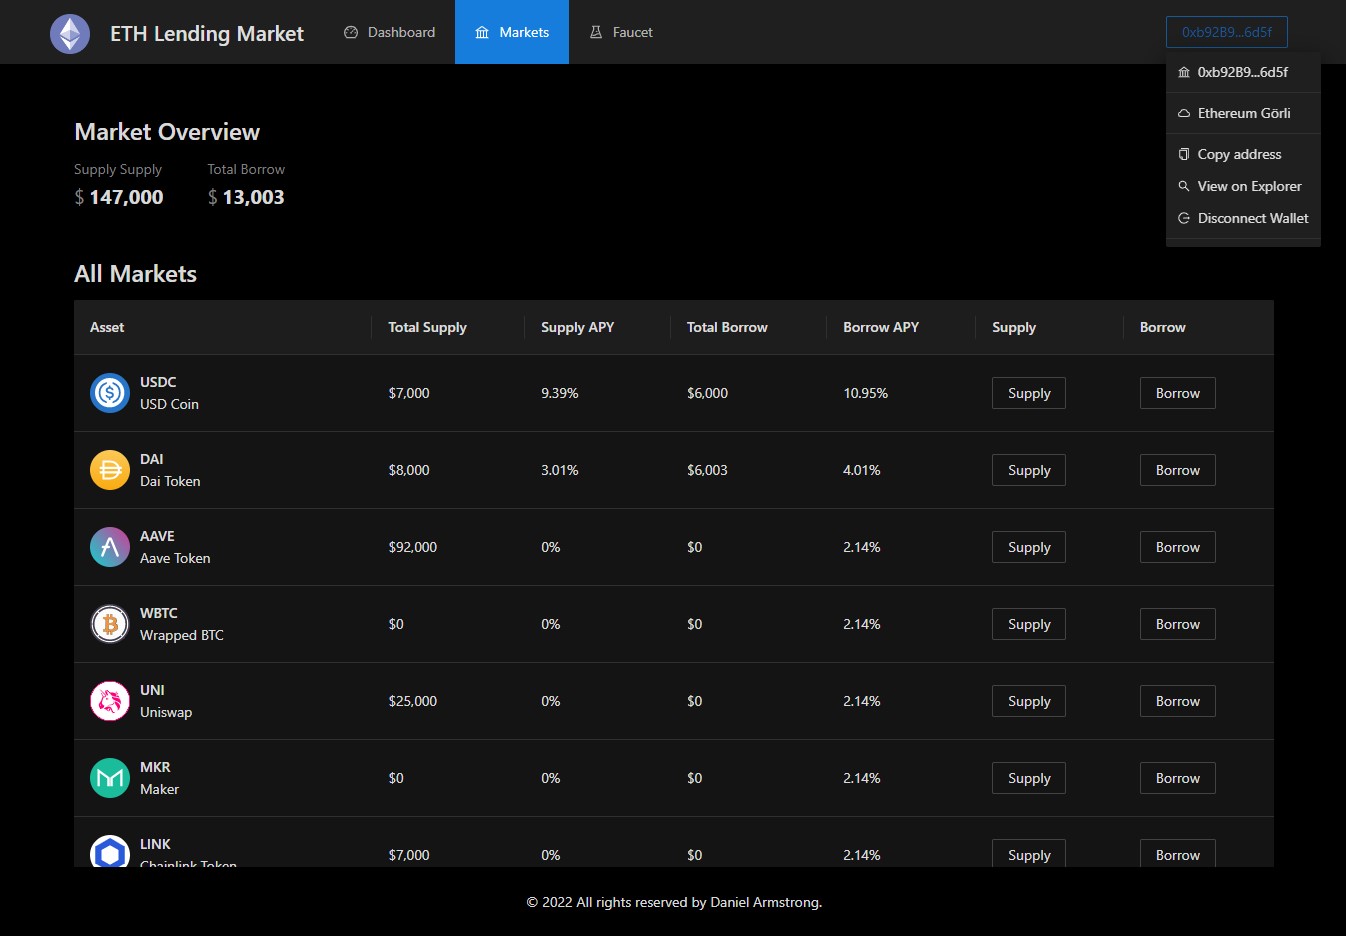 ETH Lending Market
Dashboard
Markets
Faucet
0xb92B9...6d5f
0xb92B9...6d5f
Ethereum Görli
Copy address
View on Explorer
Disconnect Wallet
Market Overview
Supply Supply Total Borrow
$ 147,000 $ 13,003
All Markets
Asset Total Supply Supply APY Total Borrow Borrow APY Supply Borrow
USDC
USD Coin
$7,000 9.39% $6,000 10.95% Supply Borrow
DAI
Dai Token
$8,000 3.01% $6,003 4.01% Supply Borrow
AAVE
Aave Token
$92,000 0% $0 2.14% Supply Borrow
WBTC
Wrapped BTC
$0 0% $0 2.14% Supply Borrow
UNI
Uniswap
$25,000 0% $0 2.14% Supply Borrow
MKR
Maker
$0 0% $0 2.14% Supply Borrow
LINK
Chainlink Token
$7,000 0% $0 2.14% Supply Borrow
© 2022 All rights reserved by Daniel Armstrong.